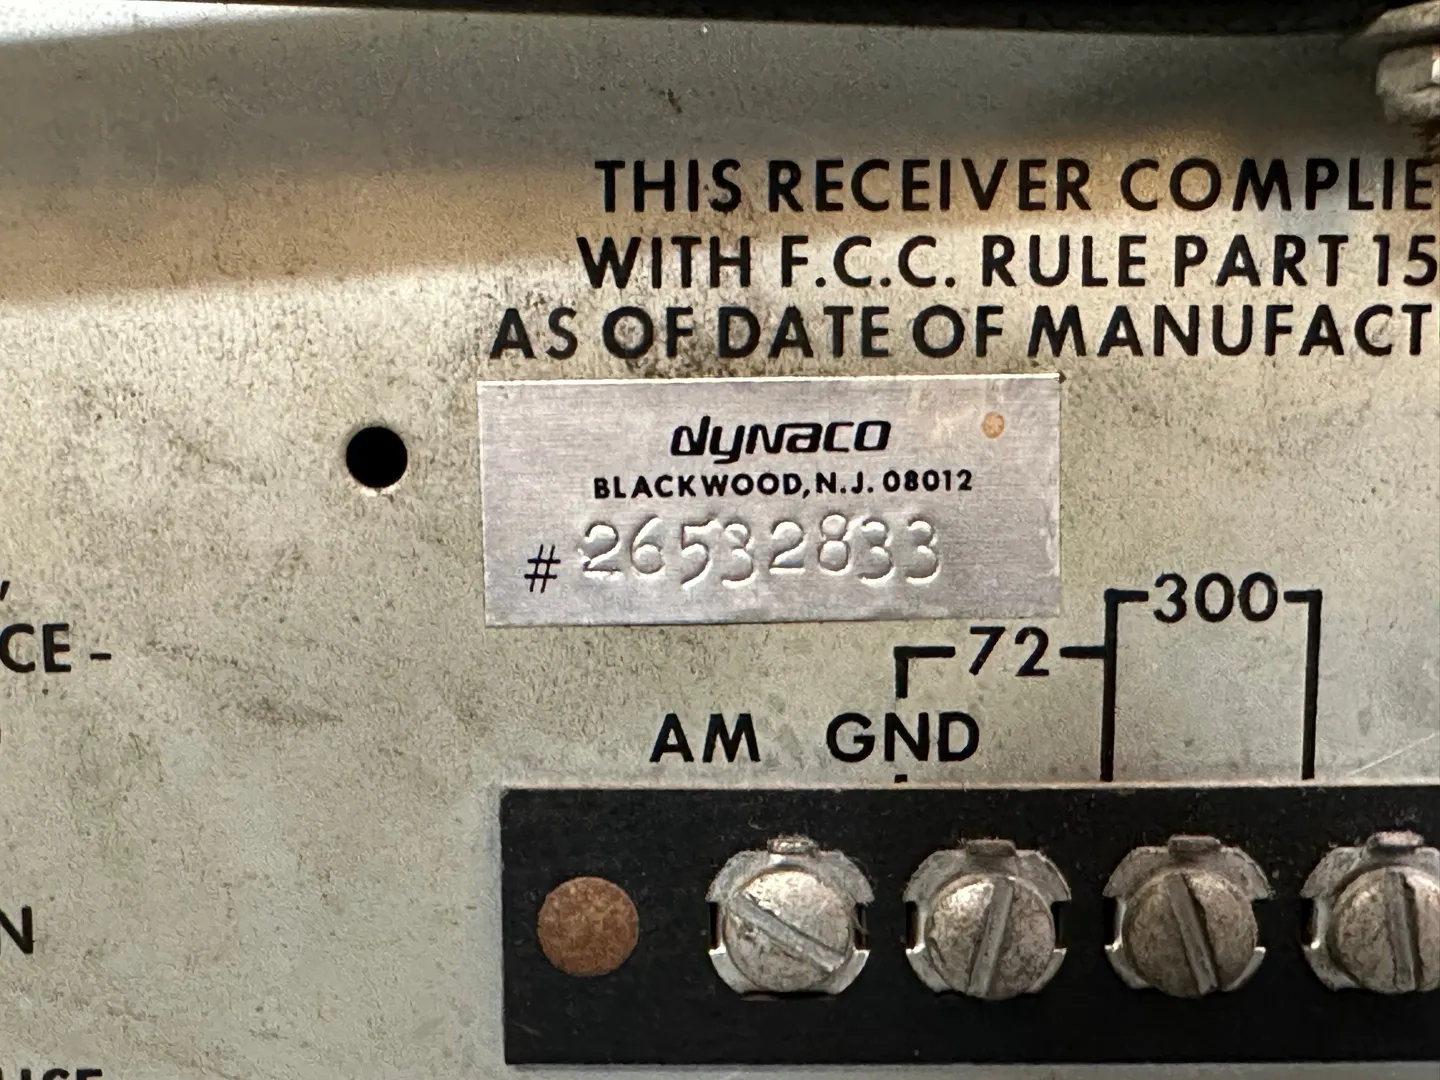 THIS RECEIVER COMPLIE
WITH F.C.C. RULE PART 15
AS OF DATE OF MANUFACT
dynaco
BLACKWOOD, N.J. 08012
# 26532833
300
CE -
72
AM GND
N